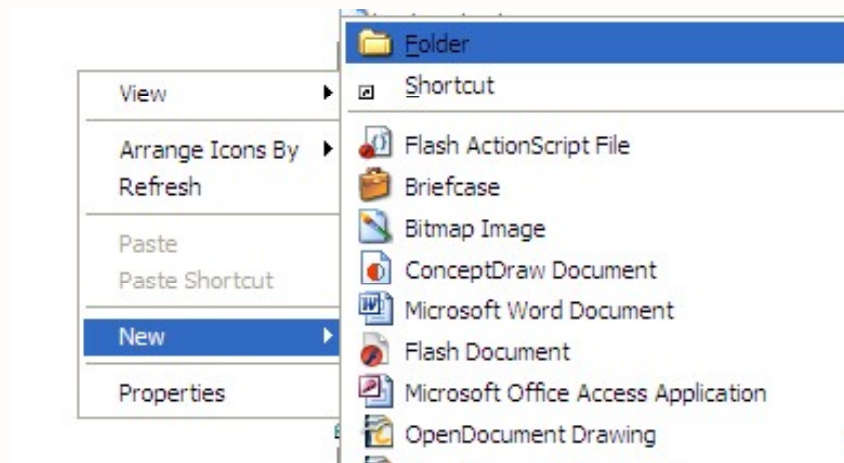 View
Arrange Icons By
Refresh
Paste
Paste Shortcut
New
Properties
Folder
Shortcut
Flash ActionScript File
Briefcase
Bitmap Image
ConceptDraw Document
Microsoft Word Document
Flash Document
Microsoft Office Access Application
OpenDocument Drawing